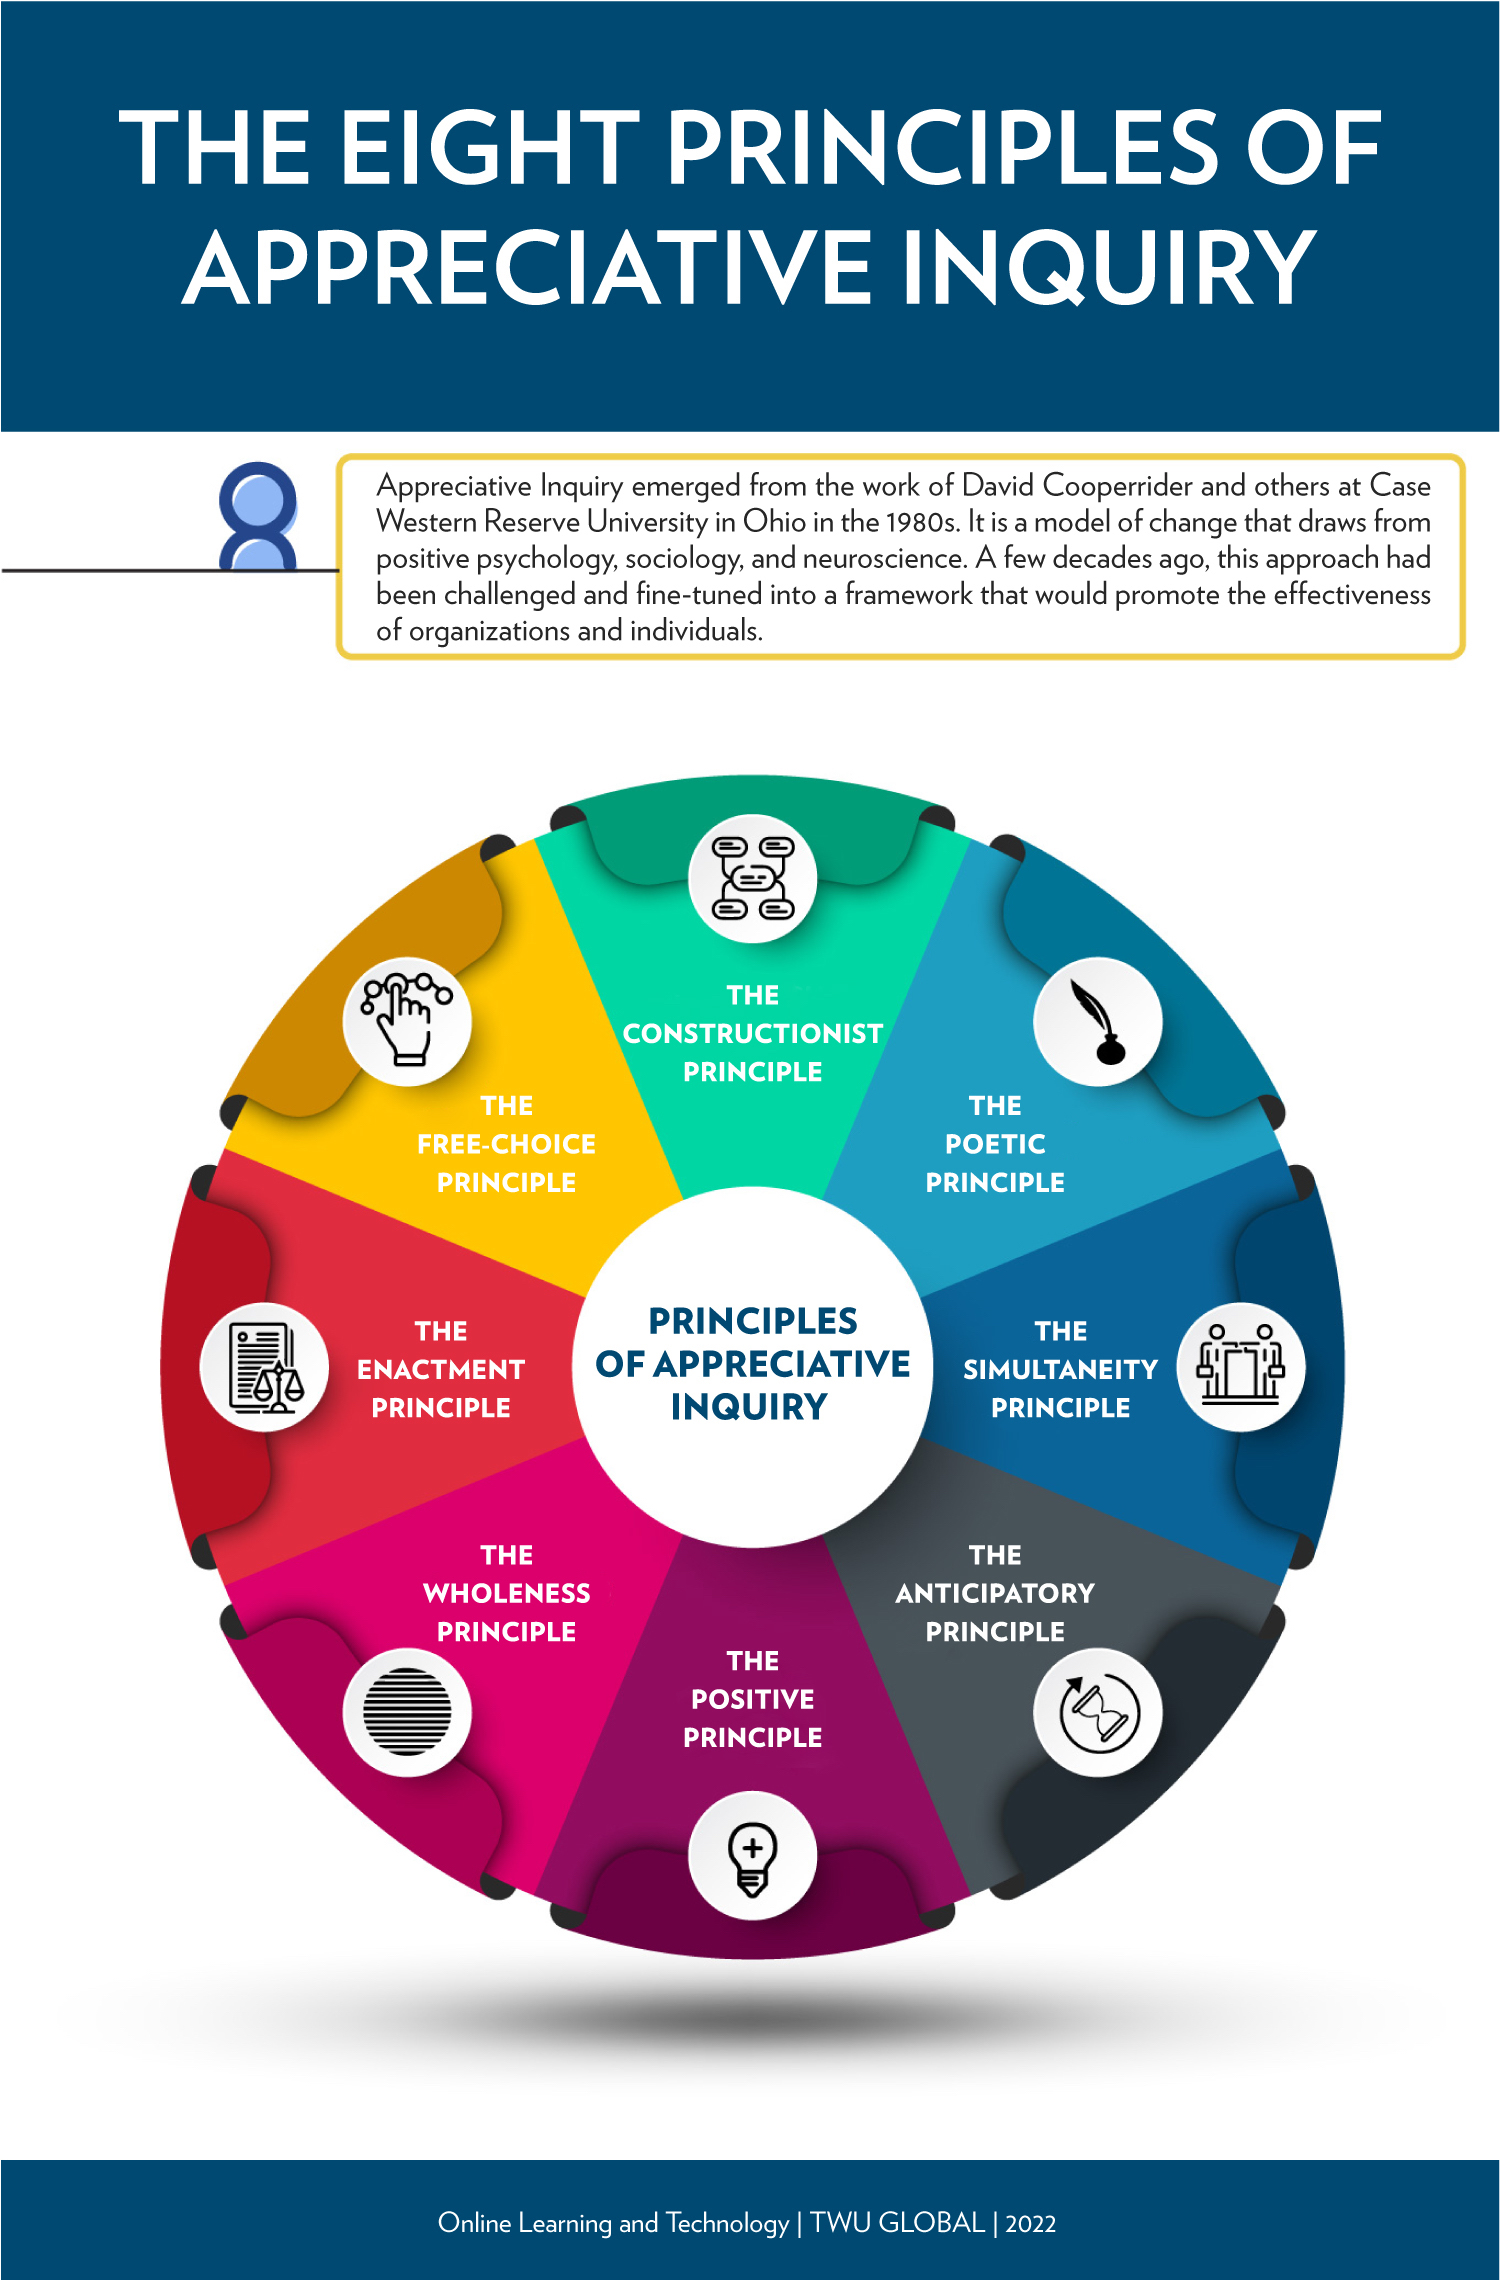 THE EIGHT PRINCIPLES OF
APPRECIATIVE INQUIRY
Appreciative Inquiry emerged from the work of David Cooperrider and others at Case
Western Reserve University in Ohio in the 1980s. It is a model of change that draws from
positive psychology, sociology, and neuroscience. A few decades ago, this approach had
been challenged and fine-tuned into a framework that would promote the effectiveness
of organizations and individuals.
THE
CONSTRUCTIONIST
PRINCIPLE
THE
POETIC
PRINCIPLE
THE
SIMULTANEITY
PRINCIPLE
THE
ANTICIPATORY
PRINCIPLE
THE
POSITIVE
PRINCIPLE
THE
WHOLENESS
PRINCIPLE
THE
ENACTMENT
PRINCIPLE
THE
FREE-CHOICE
PRINCIPLE
PRINCIPLES
OF APPRECIATIVE
INQUIRY
Online Learning and Technology | TWU GLOBAL | 2022